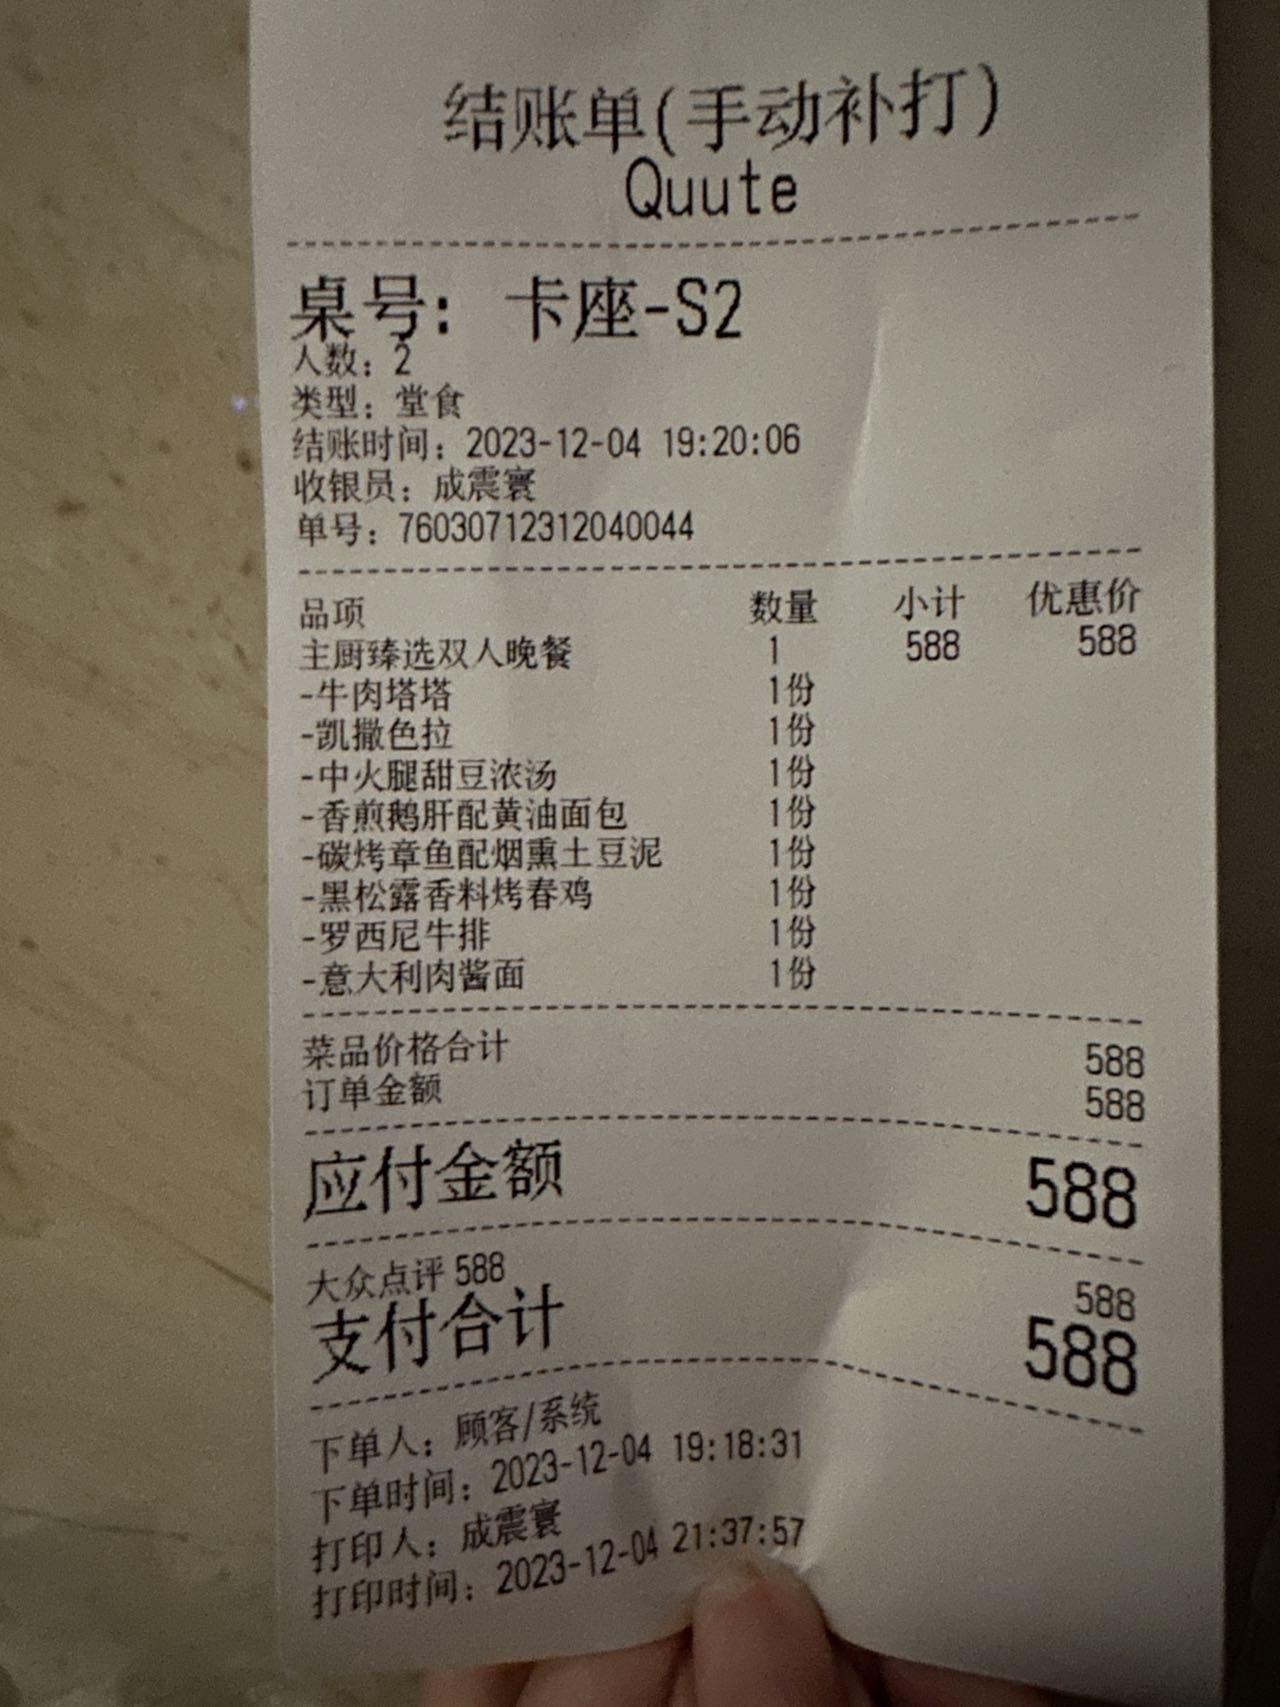 结账单(手动补打)
Quute
桌号: 卡座-S2
人数: 2
类型: 堂食
结账时间: 2023-12-04 19:20:06
收银员: 成震寰
单号: 76030712312040044
品项 数量 小计 优惠价
主厨臻选双人晚餐 1 588 588
-牛肉塔塔 1份
-凯撒色拉 1份
-中火腿甜豆浓汤 1份
-香煎鹅肝配黄油面包 1份
-碳烤章鱼配烟熏土豆泥 1份
-黑松露香料烤春鸡 1份
-罗西尼牛排 1份
-意大利肉酱面 1份
菜品价格合计 588
订单金额 588
应付金额 588
大众点评 588 588
支付合计 588
下单人: 顾客/系统
下单时间: 2023-12-04 19:18:31
打印人: 成震寰
打印时间: 2023-12-04 21:37:57